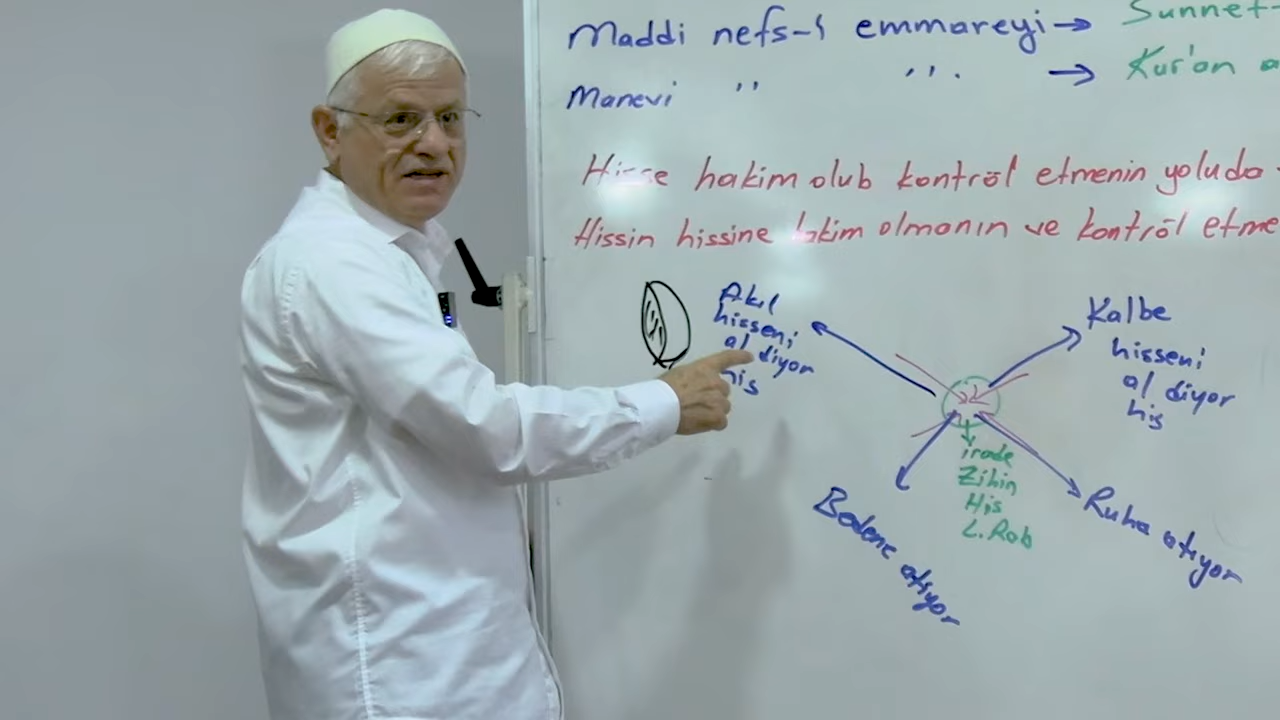 Maddi nefs-i emmareyi → Sunnet-
Manevi " " → Kur'an a
Hisse hakim olub kontröl etmenin yoluda
Hissin hissine hakim olmanın ve kontröl etme
Akıl
hisseni
al diyor
his
Kalbe
hisseni
al diyor
his
irade
Zihin
His
L. Rab
Bedene atıyor
Ruha atıyor